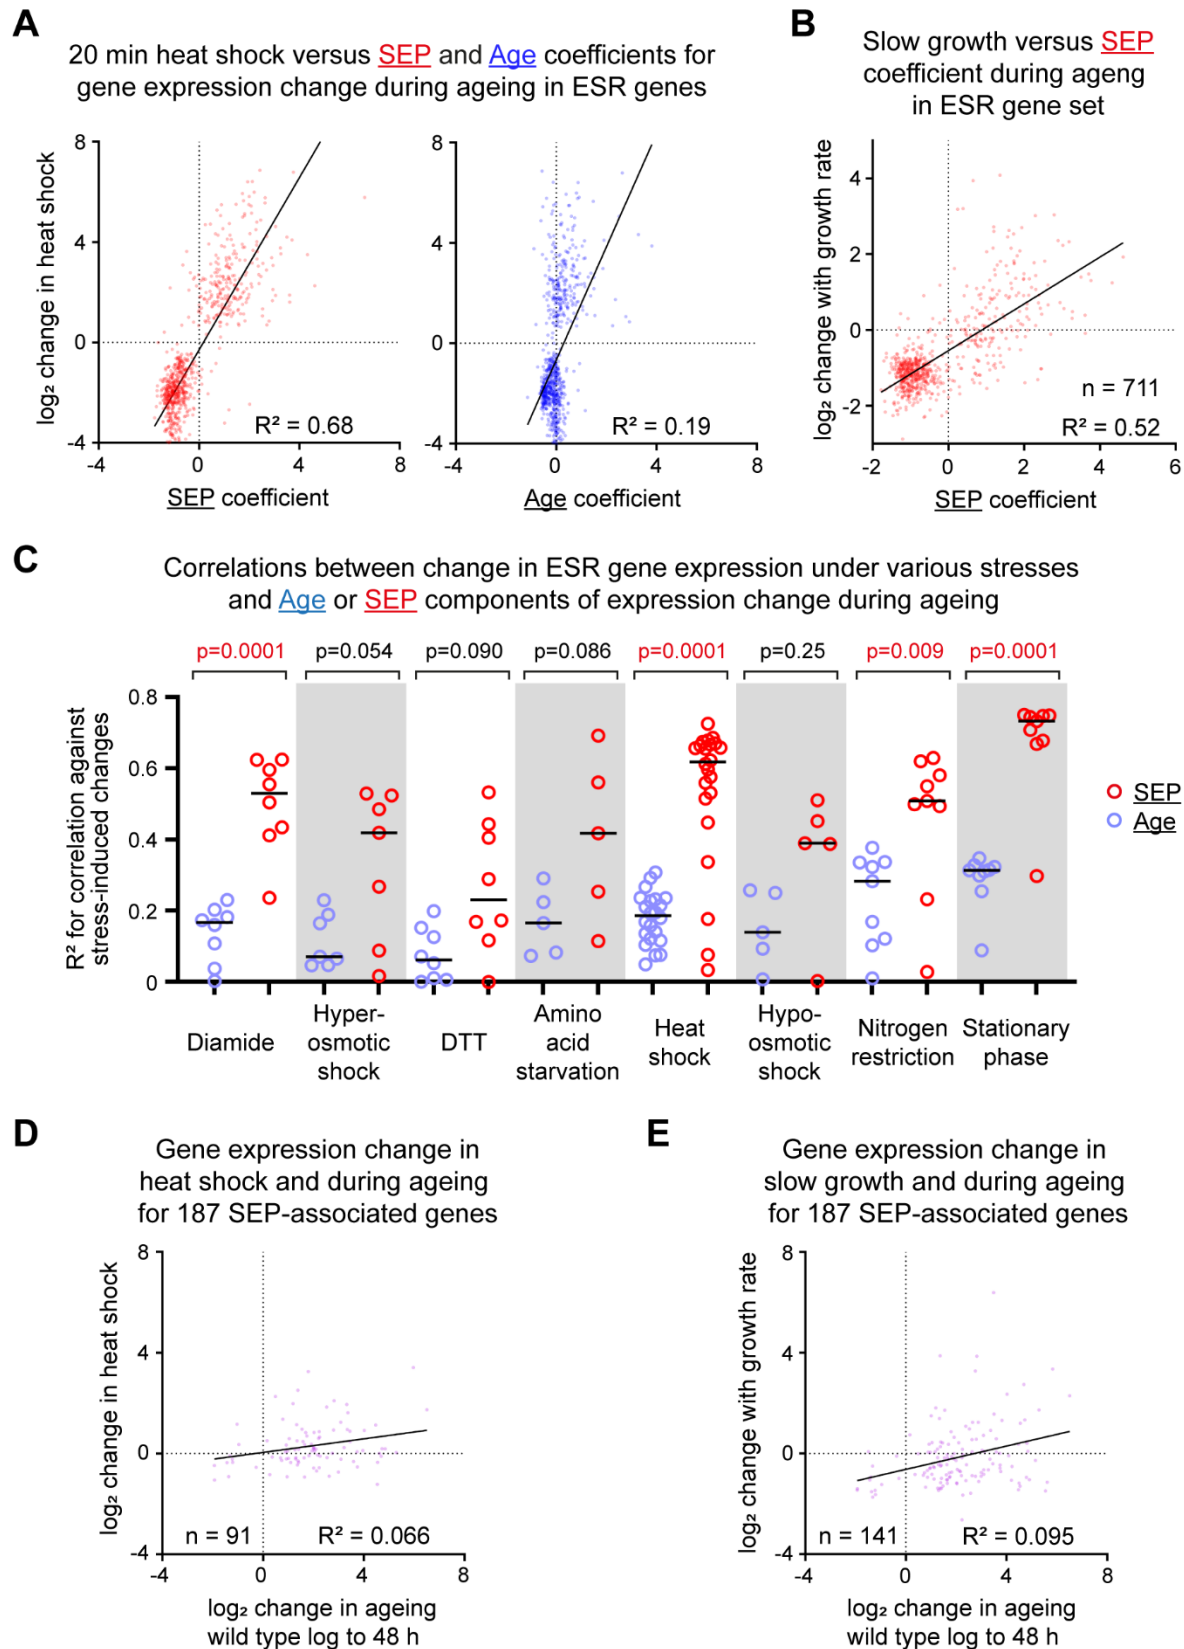 A
20 min heat shock versus SEP and Age coefficients for
gene expression change during ageing in ESR genes
log₂ change in heat shock
8
4
0
-4
-4
0
4
8
R² = 0.68
SEP coefficient
8
4
0
-4
-4
0
4
8
R² = 0.19
Age coefficient
B
Slow growth versus SEP
coefficient during ageng
in ESR gene set
log₂ change with growth rate
4
2
0
-2
-2
0
2
4
6
n = 711
R² = 0.52
SEP coefficient
C
Correlations between change in ESR gene expression under various stresses
and Age or SEP components of expression change during ageing
p=0.0001
p=0.054
p=0.090
p=0.086
p=0.0001
p=0.25
p=0.009
p=0.0001
R² for correlation against
stress-induced changes
0.8
0.6
0.4
0.2
0
SEP
Age
Diamide
Hyper-
osmotic
shock
DTT
Amino
acid
starvation
Heat
shock
Hypo-
osmotic
shock
Nitrogen
restriction
Stationary
phase
D
Gene expression change in
heat shock and during ageing
for 187 SEP-associated genes
log₂ change in heat shock
8
4
0
-4
-4
0
4
8
n = 91
R² = 0.066
log₂ change in ageing
wild type log to 48 h
E
Gene expression change in
slow growth and during ageing
for 187 SEP-associated genes
log₂ change with growth rate
8
4
0
-4
-4
0
4
8
n = 141
R² = 0.095
log₂ change in ageing
wild type log to 48 h